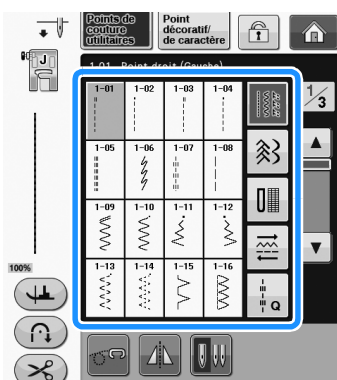 Points de
couture
utilitaires
Point
décoratif/
de caractère
J
1-01 Point droit (Gauche)
1/3
1-01 1-02 1-03 1-04
1-05 1-06 1-07 1-08
1-09 1-10 1-11 1-12
1-13 1-14 1-15 1-16
Q
100%